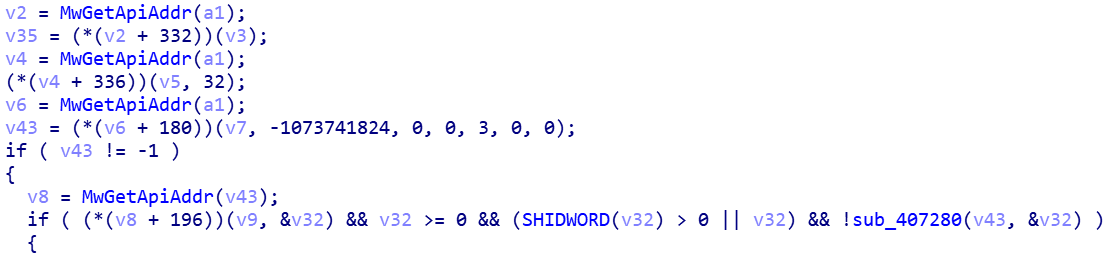 v2 = MwGetApiAddr(a1);
v35 = (*(v2 + 332))(v3);
v4 = MwGetApiAddr(a1);
(*(v4 + 336))(v5, 32);
v6 = MwGetApiAddr(a1);
v43 = (*(v6 + 180))(v7, -1073741824, 0, 0, 3, 0, 0);
if ( v43 != -1 )
{
v8 = MwGetApiAddr(v43);
if ( (*(v8 + 196))(v9, &v32) && v32 >= 0 && (SHIDWORD(v32) > 0 || v32) && !sub_407280(v43, &v32) )
{